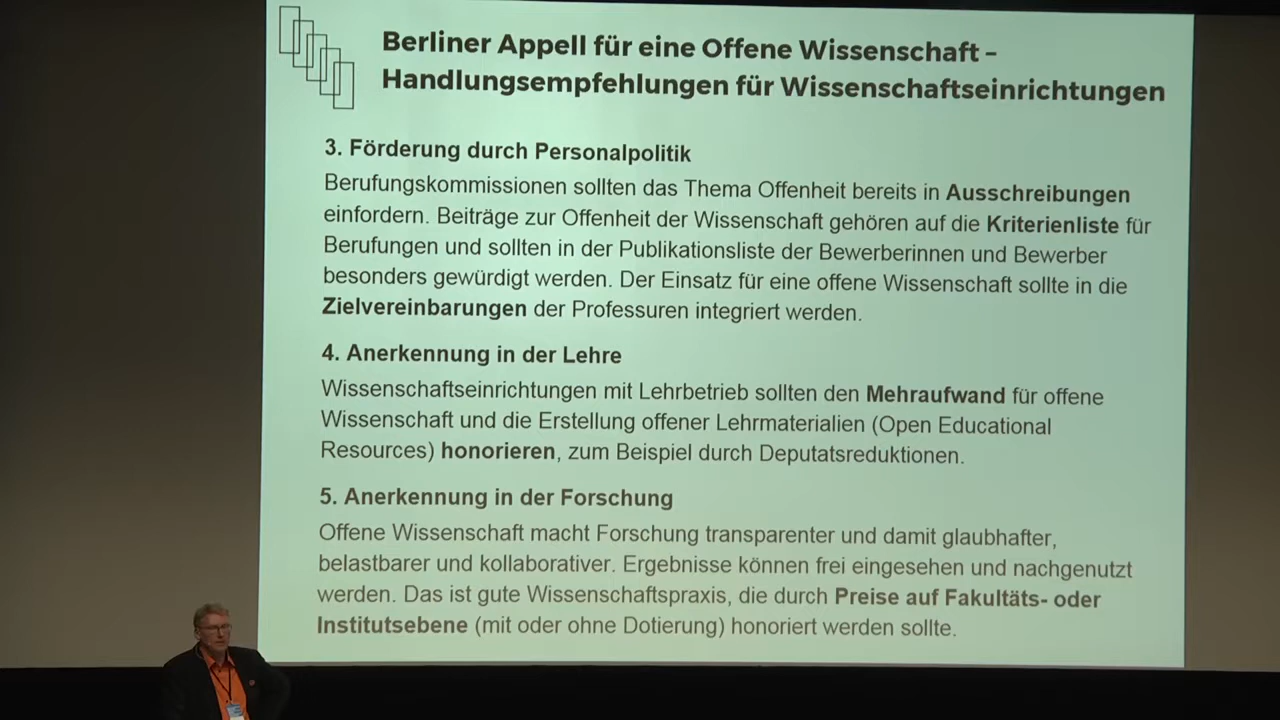 Berliner Appell für eine Offene Wissenschaft –
Handlungsempfehlungen für Wissenschaftseinrichtungen
3. Förderung durch Personalpolitik
Berufungskommissionen sollten das Thema Offenheit bereits in Ausschreibungen
einfordern. Beiträge zur Offenheit der Wissenschaft gehören auf die Kriterienliste für
Berufungen und sollten in der Publikationsliste der Bewerberinnen und Bewerber
besonders gewürdigt werden. Der Einsatz für eine offene Wissenschaft sollte in die
Zielvereinbarungen der Professuren integriert werden.
4. Anerkennung in der Lehre
Wissenschaftseinrichtungen mit Lehrbetrieb sollten den Mehraufwand für offene
Wissenschaft und die Erstellung offener Lehrmaterialien (Open Educational
Resources) honorieren, zum Beispiel durch Deputatsreduktionen.
5. Anerkennung in der Forschung
Offene Wissenschaft macht Forschung transparenter und damit glaubhafter,
belastbarer und kollaborativer. Ergebnisse können frei eingesehen und nachgenutzt
werden. Das ist gute Wissenschaftspraxis, die durch Preise auf Fakultäts- oder
Institutsebene (mit oder ohne Dotierung) honoriert werden sollte.